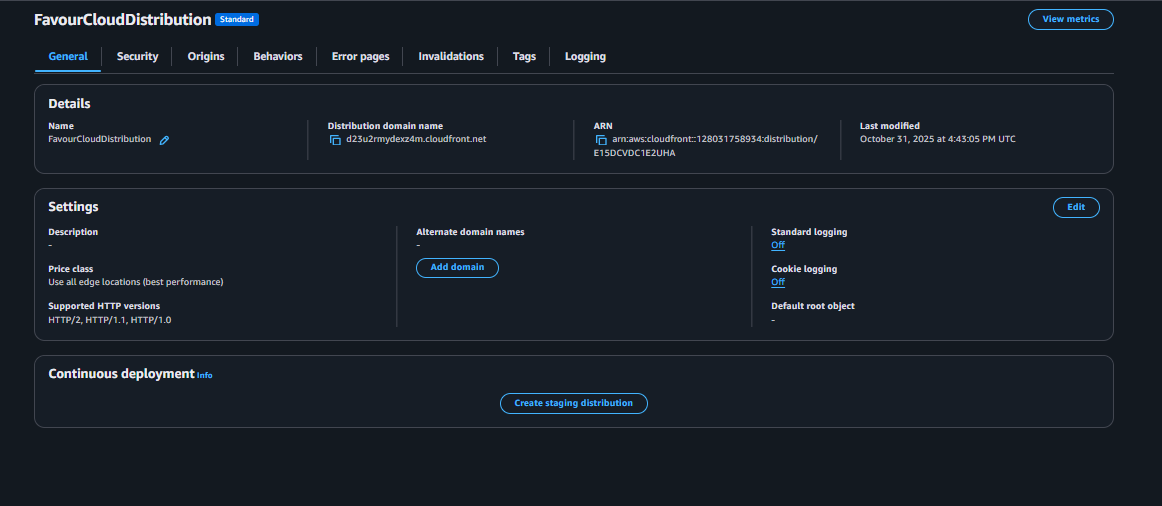 FavourCloudDistribution Standard View metrics
General Security Origins Behaviors Error pages Invalidations Tags Logging
Details
Name
FavourCloudDistribution
Distribution domain name
d23u2rmydexz4m.cloudfront.net
ARN
arn:aws:cloudfront::128031758934:distribution/
E15DCVDC1E2UHA
Last modified
October 31, 2025 at 4:43:05 PM UTC
Settings Edit
Description
-
Price class
Use all edge locations (best performance)
Supported HTTP versions
HTTP/2, HTTP/1.1, HTTP/1.0
Alternate domain names
-
Add domain
Standard logging
Off
Cookie logging
Off
Default root object
-
Continuous deployment Info
Create staging distribution